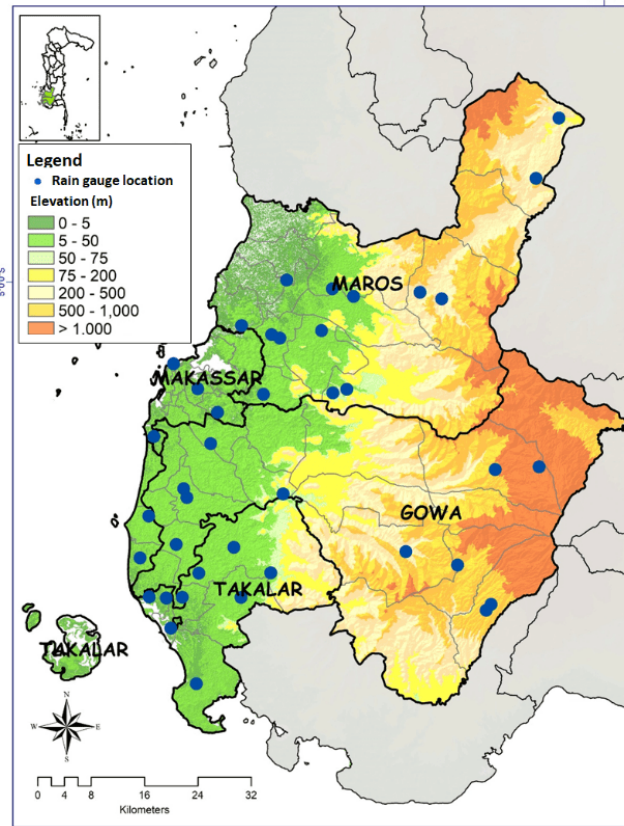 Legend
Rain gauge location
Elevation (m)
0 - 5
5 - 50
50 - 75
75 - 200
200 - 500
500 - 1,000
> 1.000
MAROS
MAKASSAR
GOWA
TAKALAR
TAKALAR
N
W E
S
0 2 4 8 16 24 32
Kilometers